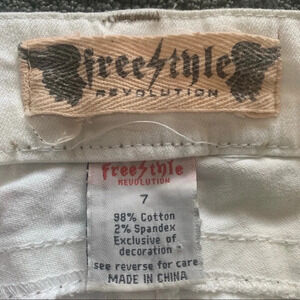 freestyle
REVOLUTION
freestyle
REVOLUTION
7
98% Cotton
2% Spandex
Exclusive of
decoration
see reverse for care
MADE IN CHINA